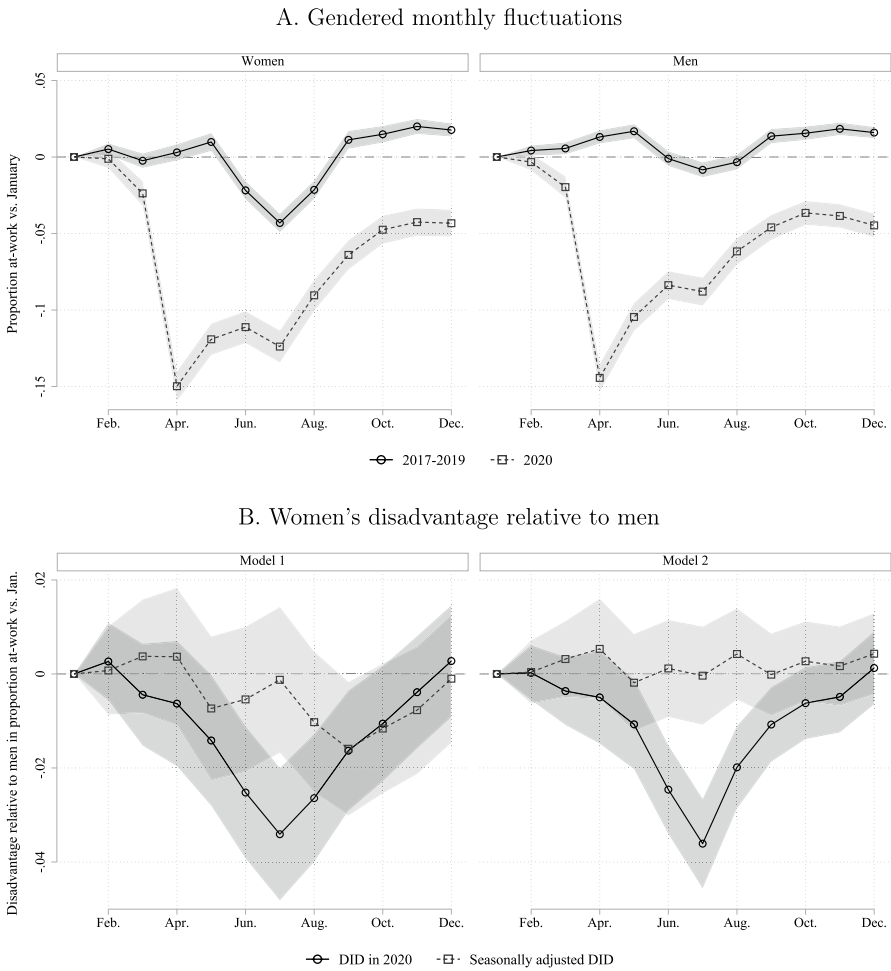 A. Gendered monthly fluctuations
Women
Men
Proportion at-work vs. January
.05
0
-.05
-.1
-.15
Feb. Apr. Jun. Aug. Oct. Dec.
Feb. Apr. Jun. Aug. Oct. Dec.
2017-2019 2020
B. Women's disadvantage relative to men
Model 1
Model 2
Disadvantage relative to men in proportion at-work vs. Jan.
.02
0
-.02
-.04
Feb. Apr. Jun. Aug. Oct. Dec.
Feb. Apr. Jun. Aug. Oct. Dec.
DID in 2020 Seasonally adjusted DID